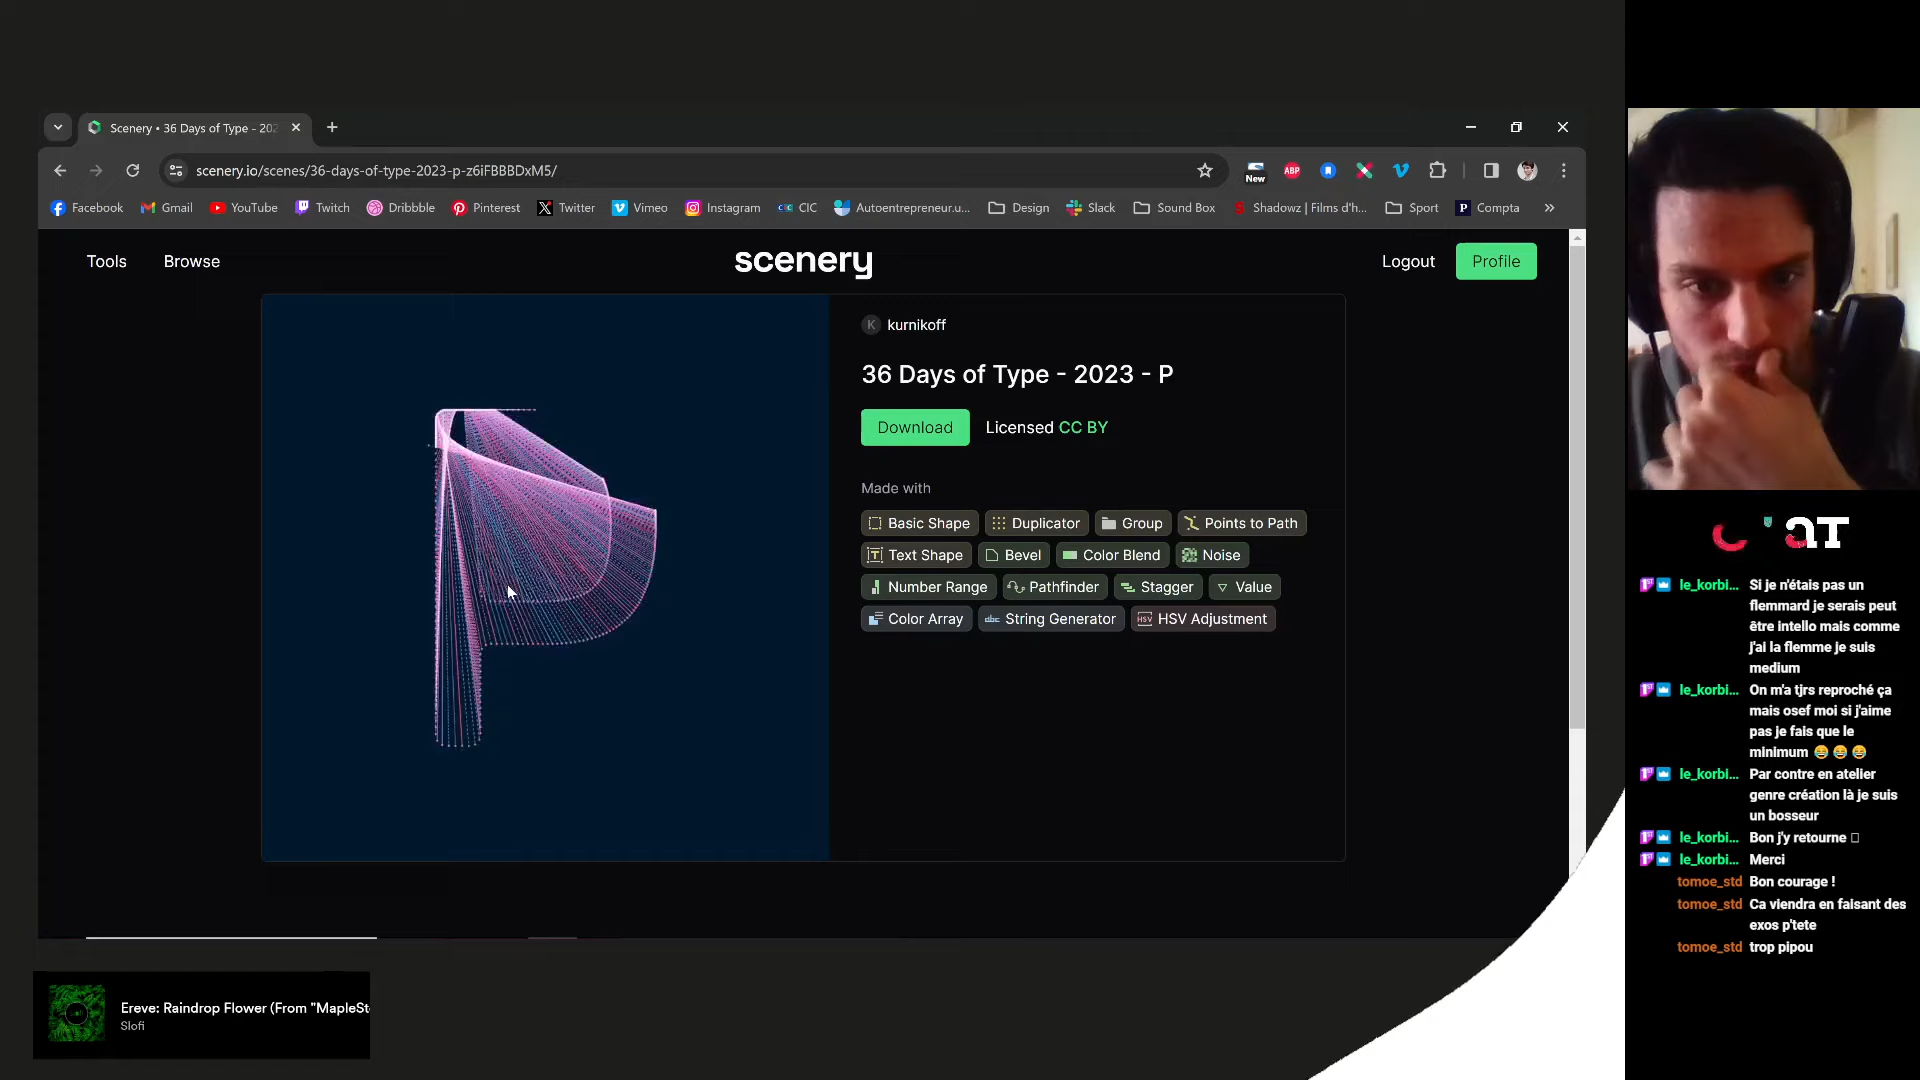 Scenery • 36 Days of Type - 202
scenery.io/scenes/36-days-of-type-2023-p-z6iFBBBDxM5/
New
ABP
Facebook
Gmail
YouTube
Twitch
Dribbble
Pinterest
Twitter
Vimeo
Instagram
CIC
Autoentrepreneur.u...
Design
Slack
Sound Box
Shadowz | Films d'h...
Sport
Compta
Tools
Browse
scenery
Logout
Profile
K kurnikoff
36 Days of Type - 2023 - P
Download
Licensed CC BY
Made with
Basic Shape
Duplicator
Group
Points to Path
Text Shape
Bevel
Color Blend
Noise
Number Range
Pathfinder
Stagger
Value
Color Array
abc String Generator
HSV HSV Adjustment
Ereve: Raindrop Flower (From "MapleSt
Slofi
le_korbi... Si je n'étais pas un
flemmard je serais peut
être intello mais comme
j'ai la flemme je suis
medium
le_korbi... On m'a tjrs reproché ça
mais osef moi si j'aime
pas je fais que le
minimum 😂 😂 😂
le_korbi... Par contre en atelier
genre création là je suis
un bosseur
le_korbi... Bon j'y retourne
le_korbi... Merci
tomoe_std Bon courage !
tomoe_std Ca viendra en faisant des
exos p'tete
tomoe_std trop pipou